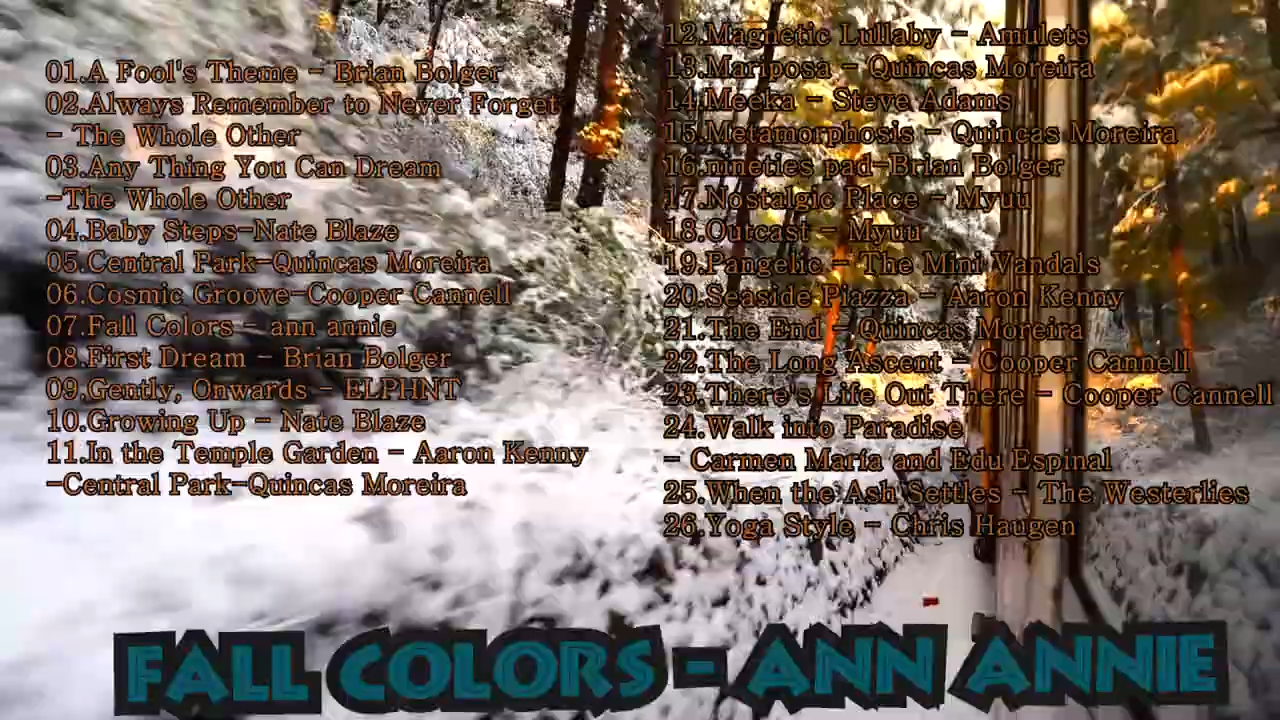 01.A Fool's Theme - Brian Bolger
02.Always Remember to Never Forget
- The Whole Other
03.Any Thing You Can Dream
-The Whole Other
04.Baby Steps-Nate Blaze
05.Central Park-Quincas Moreira
06.Cosmic Groove-Cooper Cannell
07.Fall Colors - ann annie
08.First Dream - Brian Bolger
09.Gently, Onwards - ELPHNT
10.Growing Up - Nate Blaze
11.In the Temple Garden - Aaron Kenny
-Central Park-Quincas Moreira
12.Magnetic Lullaby - Amulets
13.Mariposa - Quincas Moreira
14.Meeka - Steve Adams
15.Metamorphosis - Quincas Moreira
16.nineties pad-Brian Bolger
17.Nostalgic Place - Myuu
18.Outcast - Myuu
19.Pangelic - The Mini Vandals
20.Seaside Piazza - Aaron Kenny
21.The End - Quincas Moreira
22.The Long Ascent - Cooper Cannell
23.There's Life Out There - Cooper Cannell
24.Walk into Paradise
- Carmen María and Edu Espinal
25.When the Ash Settles - The Westerlies
26.Yoga Style - Chris Haugen
FALL COLORS - ANN ANNIE